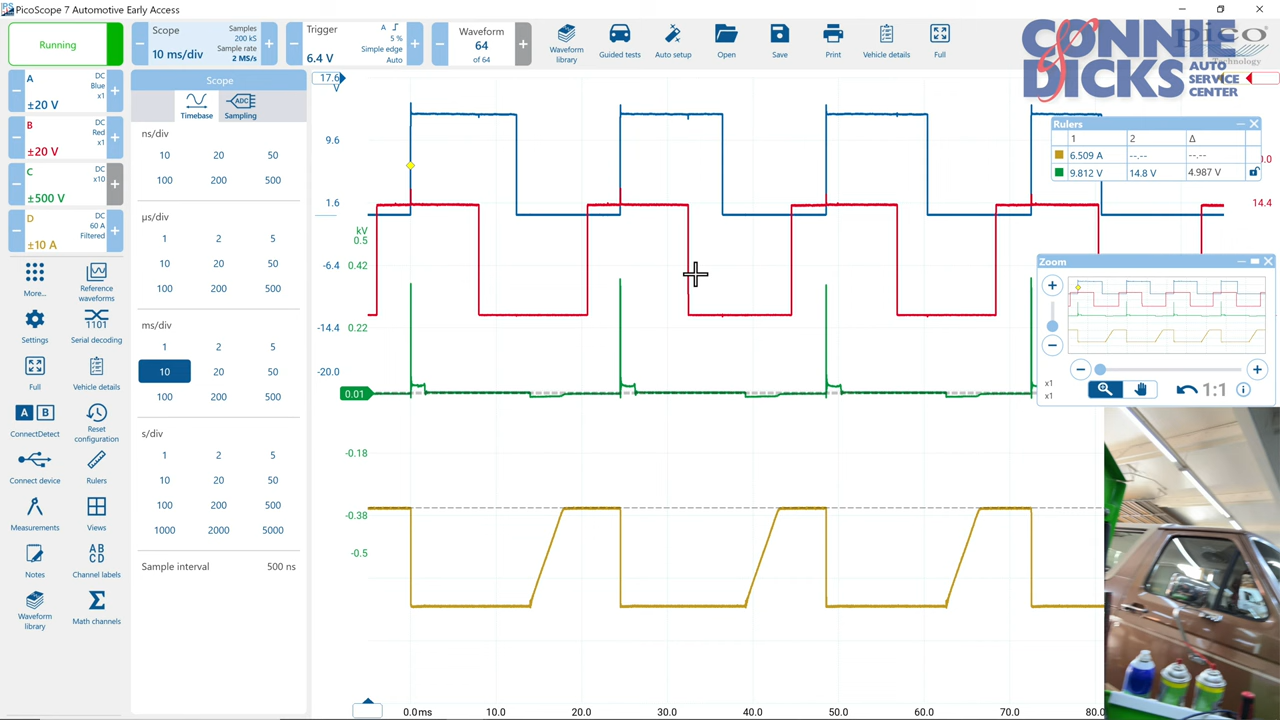 PicoScope 7 Automotive Early Access
Running
Scope
10 ms/div
Samples
200 kS
Sample rate
2 MS/s
Trigger
6.4 V
A
5 %
Simple edge
Auto
Waveform
64
of 64
Waveform
library
Guided tests
Auto setup
Open
Save
Print
Vehicle details
Full
CONNIE
&
DICKS
AUTO
SERVICE
CENTER
pico
Technology
A
±20 V
DC
Blue
x1
B
±20 V
DC
Red
x1
C
±500 V
DC
x10
D
±10 A
DC
60 A
Filtered
More...
Reference
waveforms
Settings
1101
Serial decoding
Full
Vehicle details
A B
ConnectDetect
Reset
configuration
Connect device
Rulers
Measurements
Views
Notes
AB
CD
Channel labels
Waveform
library
Σ
Math channels
Scope
Timebase
ADC
Sampling
ns/div
10 20 50
100 200 500
µs/div
1 2 5
10 20 50
100 200 500
ms/div
1 2 5
10 20 50
100 200 500
s/div
1 2 5
10 20 50
100 200 500
1000 2000 5000
Sample interval 500 ns
17.6
V
9.6
1.6
-6.4
-14.4
-20.0
kV
0.5
0.42
0.22
0.01
-0.18
-0.38
-0.5
0.0ms 10.0 20.0 30.0 40.0 50.0 60.0 70.0 80.0
Rulers
1 2 Δ
6.509 A --.-- --.--
9.812 V 14.8 V 4.987 V
0.0
14.4
Zoom
x1
x1
1:1